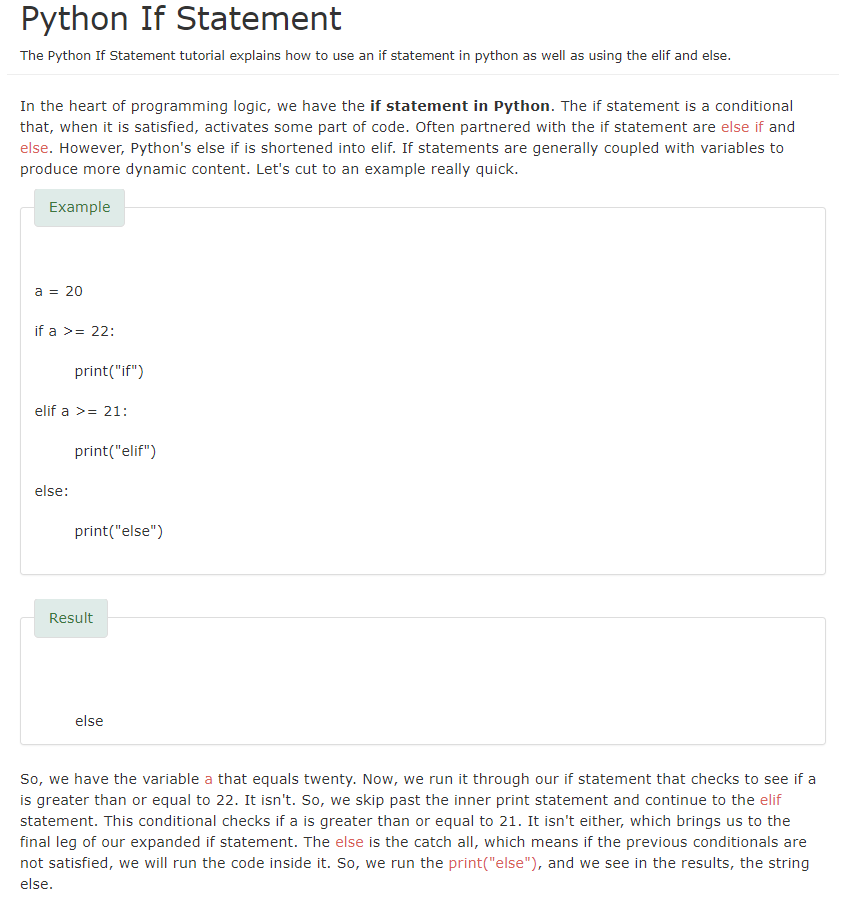 Python If Statement
The Python If Statement tutorial explains how to use an if statement in python as well as using the elif and else.
In the heart of programming logic, we have the if statement in Python. The if statement is a conditional
that, when it is satisfied, activates some part of code. Often partnered with the if statement are else if and
else. However, Python's else if is shortened into elif. If statements are generally coupled with variables to
produce more dynamic content. Let's cut to an example really quick.
Example
a = 20
if a >= 22:
print("if")
elif a >= 21:
print("elif")
else:
print("else")
Result
else
So, we have the variable a that equals twenty. Now, we run it through our if statement that checks to see if a
is greater than or equal to 22. It isn't. So, we skip past the inner print statement and continue to the elif
statement. This conditional checks if a is greater than or equal to 21. It isn't either, which brings us to the
final leg of our expanded if statement. The else is the catch all, which means if the previous conditionals are
not satisfied, we will run the code inside it. So, we run the print("else"), and we see in the results, the string
else.